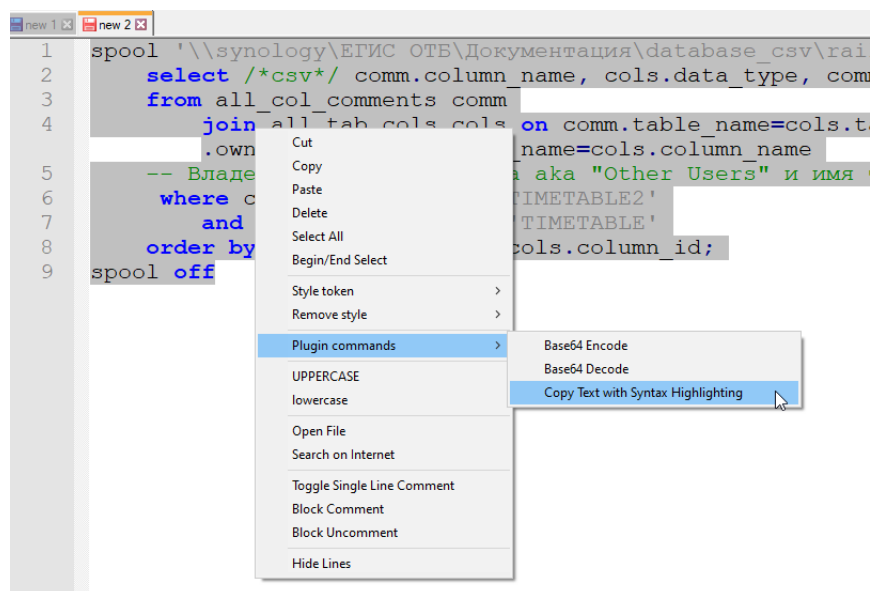 new 1 new 2
1 spool '\\synology\ЕГИС ОТБ\Документация\database_csv\rai
2 select /*csv*/ comm.column_name, cols.data_type, com
3 from all_col_comments comm
4 join all_tab_cols cols on comm.table_name=cols.ta
.own name=cols.column_name
5 -- Владе а aka "Other Users" и имя
6 where c TIMETABLE2'
7 and 'TIMETABLE'
8 order by cols.column_id;
9 spool off
Cut
Copy
Paste
Delete
Select All
Begin/End Select
Style token
Remove style
Plugin commands
UPPERCASE
lowercase
Open File
Search on Internet
Toggle Single Line Comment
Block Comment
Block Uncomment
Hide Lines
Base64 Encode
Base64 Decode
Copy Text with Syntax Highlighting